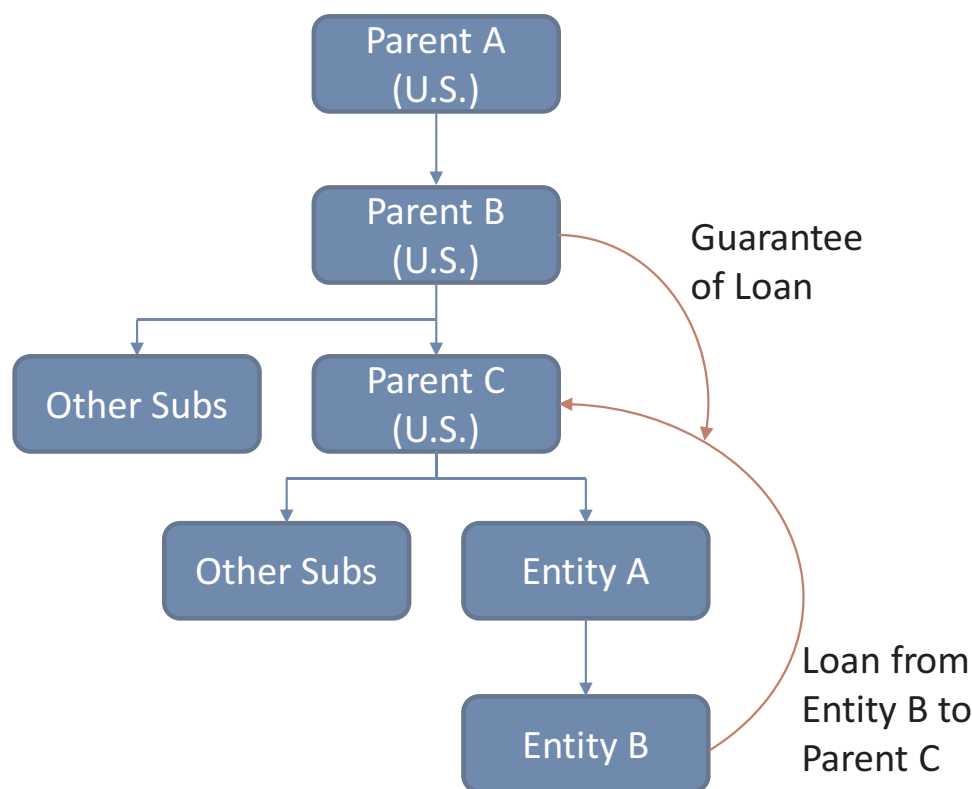 Parent A
(U.S.)
Parent B
(U.S.)
Guarantee
of Loan
Other Subs
Parent C
(U.S.)
Other Subs
Entity A
Loan from
Entity B to
Parent C
Entity B